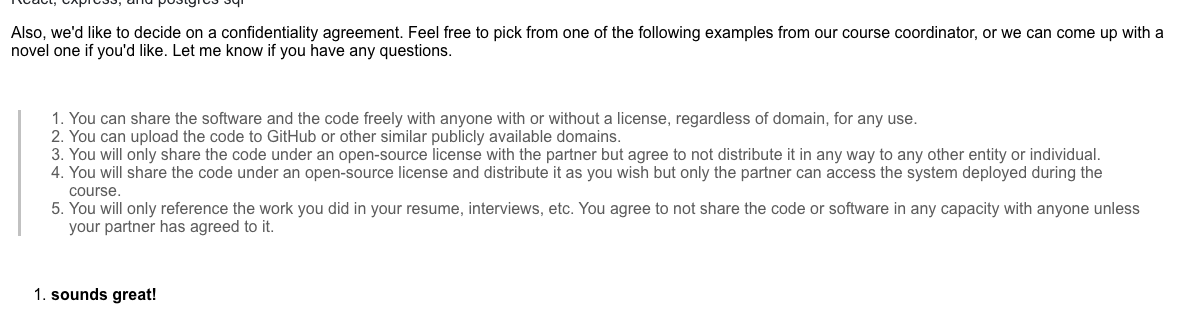 React, express, and postgres sql
Also, we'd like to decide on a confidentiality agreement. Feel free to pick from one of the following examples from our course coordinator, or we can come up with a
novel one if you'd like. Let me know if you have any questions.
1. You can share the software and the code freely with anyone with or without a license, regardless of domain, for any use.
2. You can upload the code to GitHub or other similar publicly available domains.
3. You will only share the code under an open-source license with the partner but agree to not distribute it in any way to any other entity or individual.
4. You will share the code under an open-source license and distribute it as you wish but only the partner can access the system deployed during the
course.
5. You will only reference the work you did in your resume, interviews, etc. You agree to not share the code or software in any capacity with anyone unless
your partner has agreed to it.
1. sounds great!